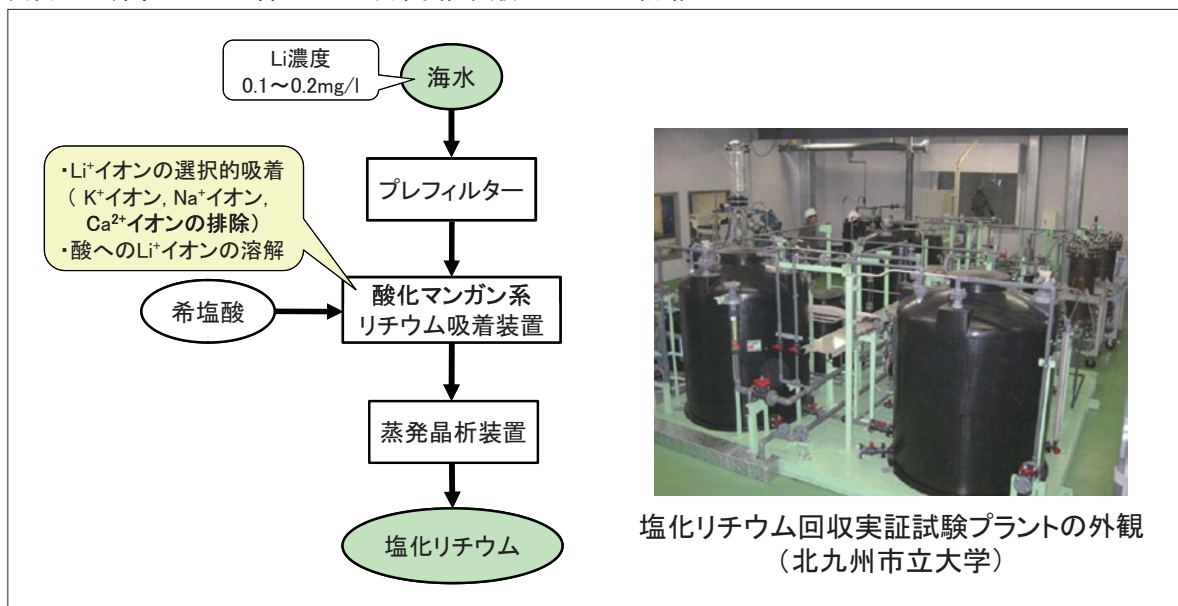 Li濃度
0.1～0.2mg/l
海水
・Li⁺イオンの選択的吸着
( K⁺イオン, Na⁺イオン,
Ca²⁺イオンの排除)
・酸へのLi⁺イオンの溶解
プレフィルター
希塩酸
酸化マンガン系
リチウム吸着装置
蒸発晶析装置
塩化リチウム
塩化リチウム回収実証試験プラントの外観
(北九州市立大学)